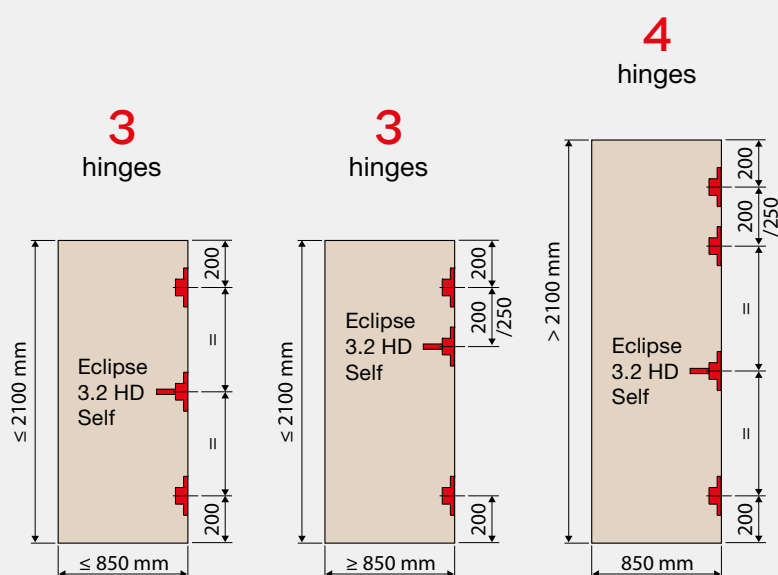 3
hinges
≤ 2100 mm
Eclipse
3.2 HD
Self
200
=
=
200
≤ 850 mm
3
hinges
≤ 2100 mm
Eclipse
3.2 HD
Self
200
200
/250
200
≥ 850 mm
4
hinges
> 2100 mm
Eclipse
3.2 HD
Self
200
200
/250
=
=
200
850 mm